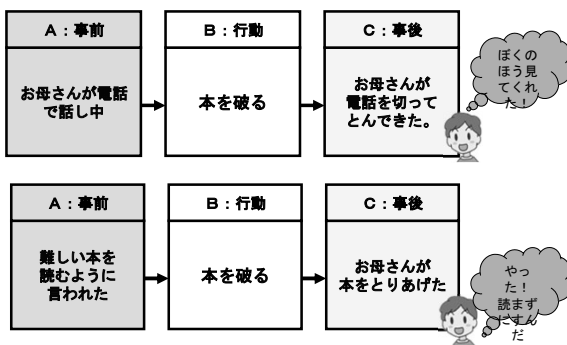 A：事前
お母さんが電話
で話し中
B：行動
本を破る
C：事後
お母さんが
電話を切って
とんできた。
ぼくの
ほう見
てくれ
た！
A：事前
難しい本を
読むように
言われた
B：行動
本を破る
C：事後
お母さんが
本をとりあげた
やっ
た！
読まず
にすん
だ